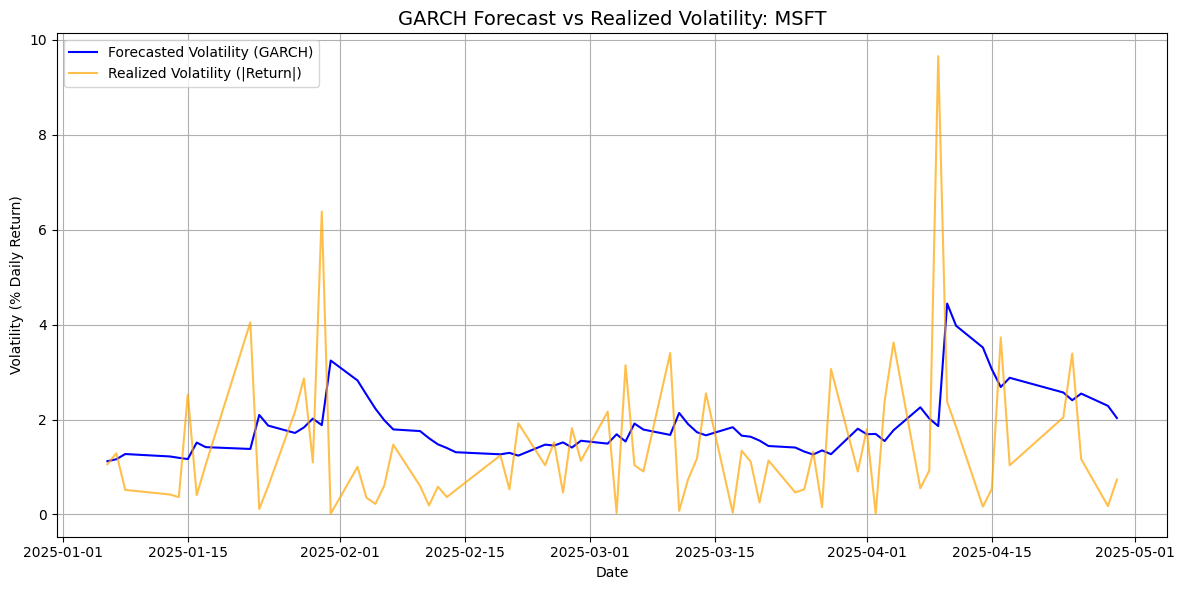 GARCH Forecast vs Realized Volatility: MSFT
Forecasted Volatility (GARCH)
Realized Volatility (|Return|)
Volatility (% Daily Return)
10
8
6
4
2
0
2025-01-01 2025-01-15 2025-02-01 2025-02-15 2025-03-01 2025-03-15 2025-04-01 2025-04-15 2025-05-01
Date